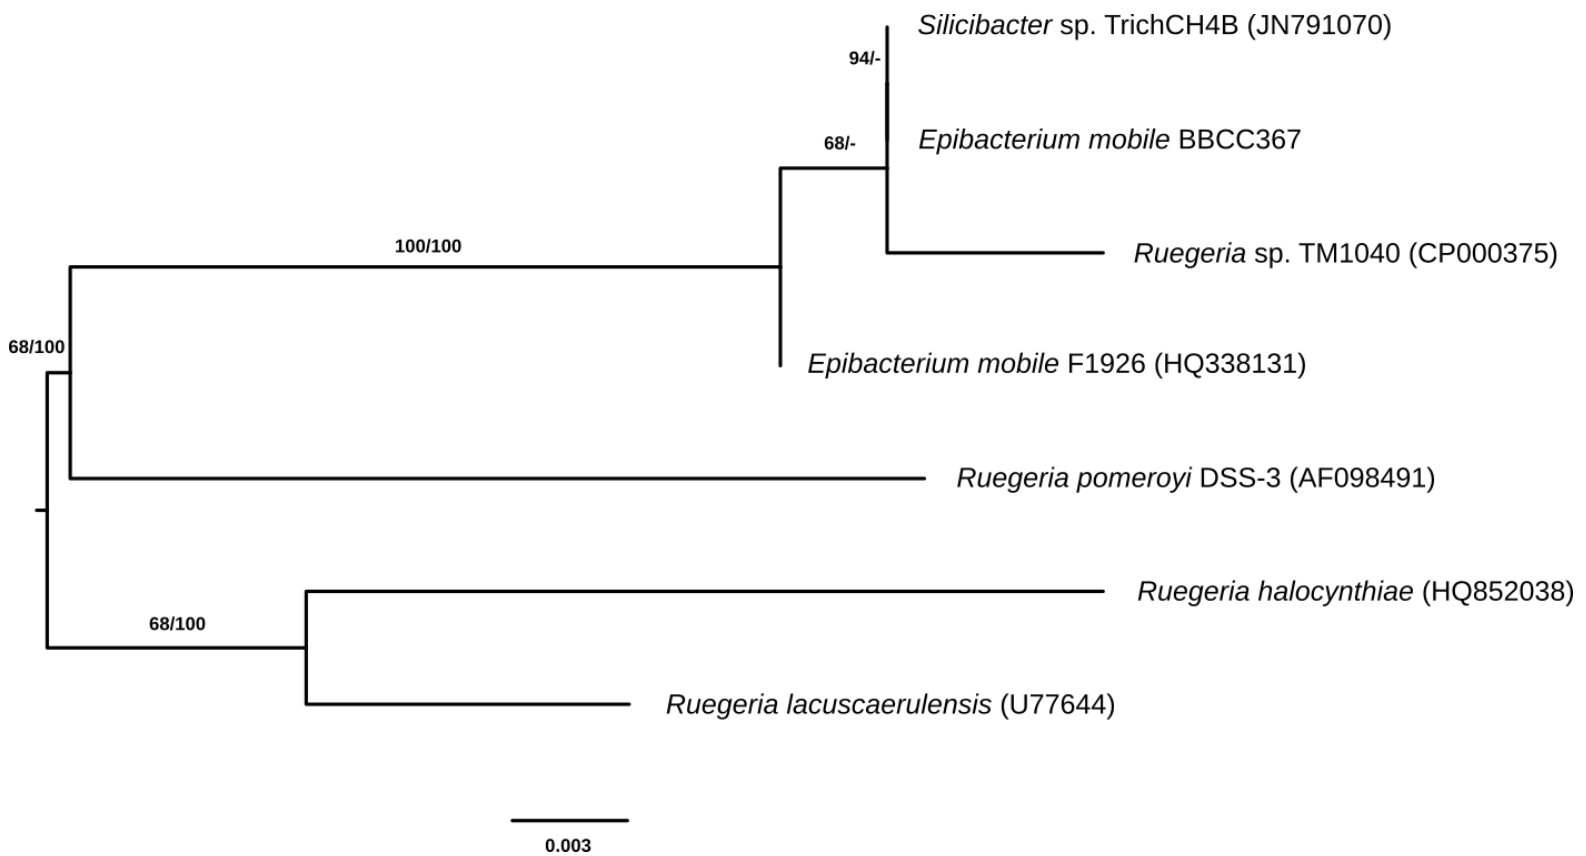 Silicibacter sp. TrichCH4B (JN791070)
94/-
Epibacterium mobile BBCC367
68/-
Ruegeria sp. TM1040 (CP000375)
100/100
Epibacterium mobile F1926 (HQ338131)
68/100
Ruegeria pomeroyi DSS-3 (AF098491)
Ruegeria halocynthiae (HQ852038)
68/100
Ruegeria lacuscaerulensis (U77644)
0.003